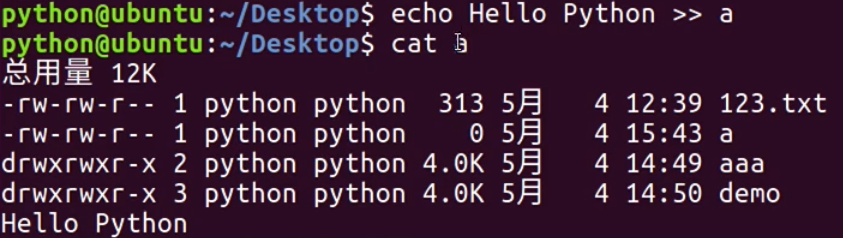 python@ubuntu:~/Desktop$ echo Hello Python >> a
python@ubuntu:~/Desktop$ cat a
总用量 12K
-rw-rw-r-- 1 python python  313 5月   4 12:39 123.txt
-rw-rw-r-- 1 python python    0 5月   4 15:43 a
drwxrwxr-x 2 python python 4.0K 5月   4 14:49 aaa
drwxrwxr-x 3 python python 4.0K 5月   4 14:50 demo
Hello Python